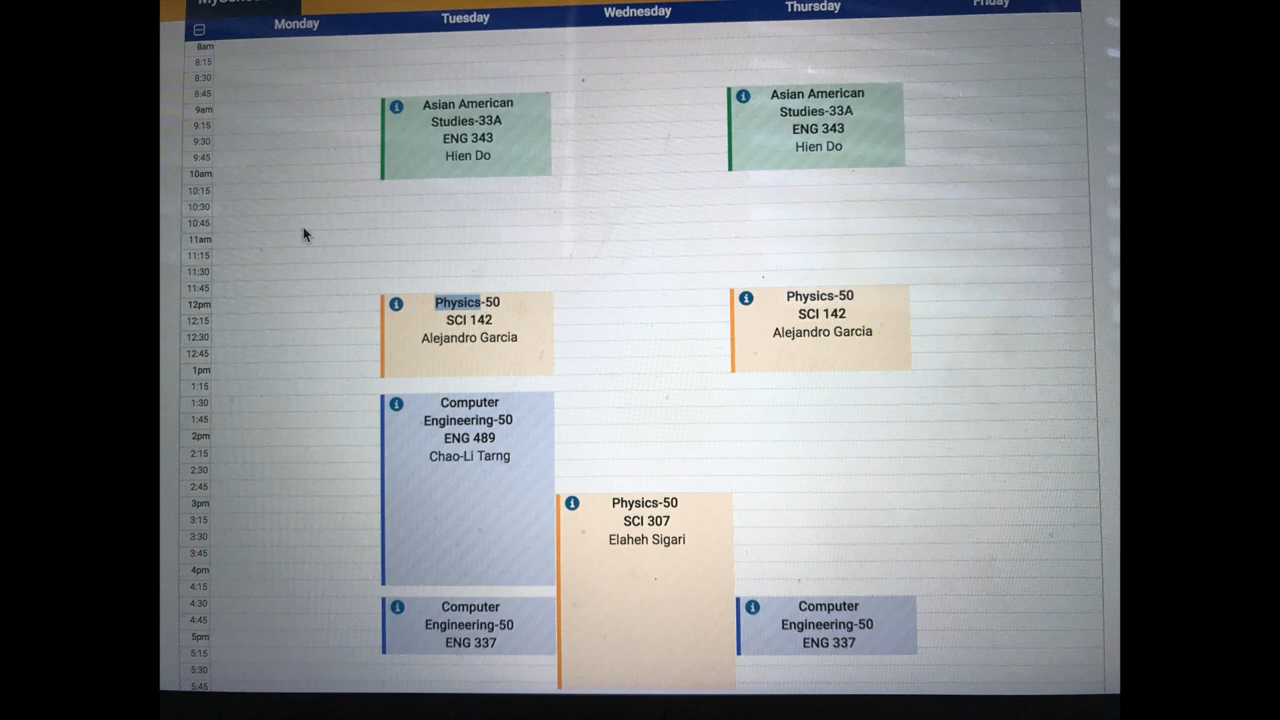 Monday
Tuesday
Wednesday
Thursday
Friday
8am
8:15
8:30
8:45
9am
9:15
9:30
9:45
10am
10:15
10:30
10:45
11am
11:15
11:30
11:45
12pm
12:15
12:30
12:45
1pm
1:15
1:30
1:45
2pm
2:15
2:30
2:45
3pm
3:15
3:30
3:45
4pm
4:15
4:30
4:45
5pm
5:15
5:30
5:45
Asian American
Studies-33A
ENG 343
Hien Do
Physics-50
SCI 142
Alejandro Garcia
Computer
Engineering-50
ENG 489
Chao-Li Tarng
Computer
Engineering-50
ENG 337
Physics-50
SCI 307
Elaheh Sigari
Asian American
Studies-33A
ENG 343
Hien Do
Physics-50
SCI 142
Alejandro Garcia
Computer
Engineering-50
ENG 337